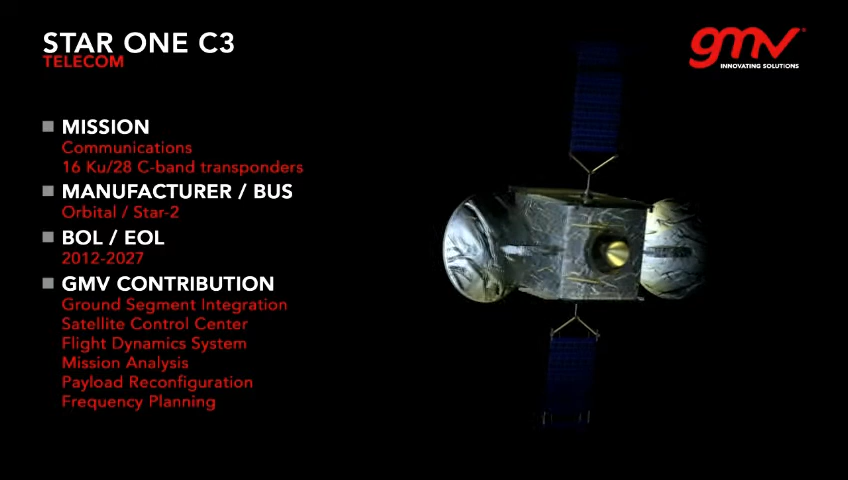 STAR ONE C3
TELECOM
gmv
INNOVATING SOLUTIONS
MISSION
Communications
16 Ku/28 C-band transponders
MANUFACTURER / BUS
Orbital / Star-2
BOL / EOL
2012-2027
GMV CONTRIBUTION
Ground Segment Integration
Satellite Control Center
Flight Dynamics System
Mission Analysis
Payload Reconfiguration
Frequency Planning